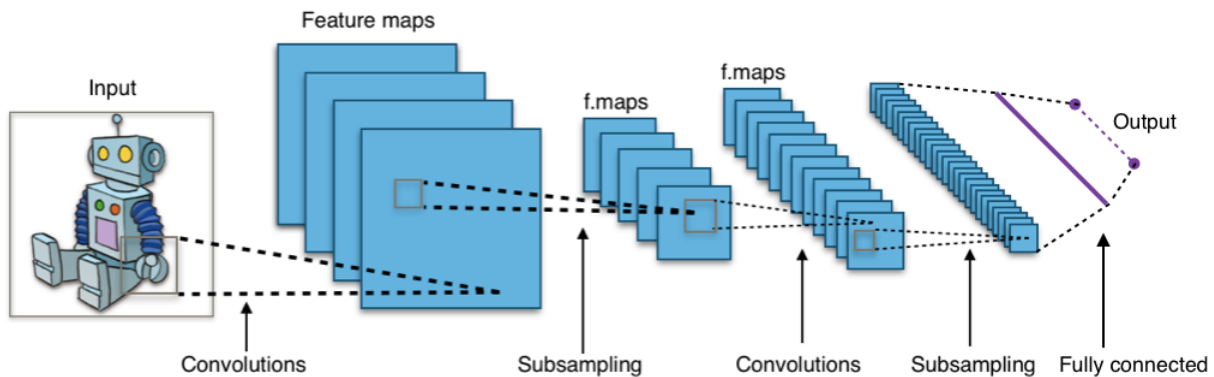 Feature maps
Input
f.maps
f.maps
Output
Convolutions
Subsampling
Convolutions
Subsampling
Fully connected